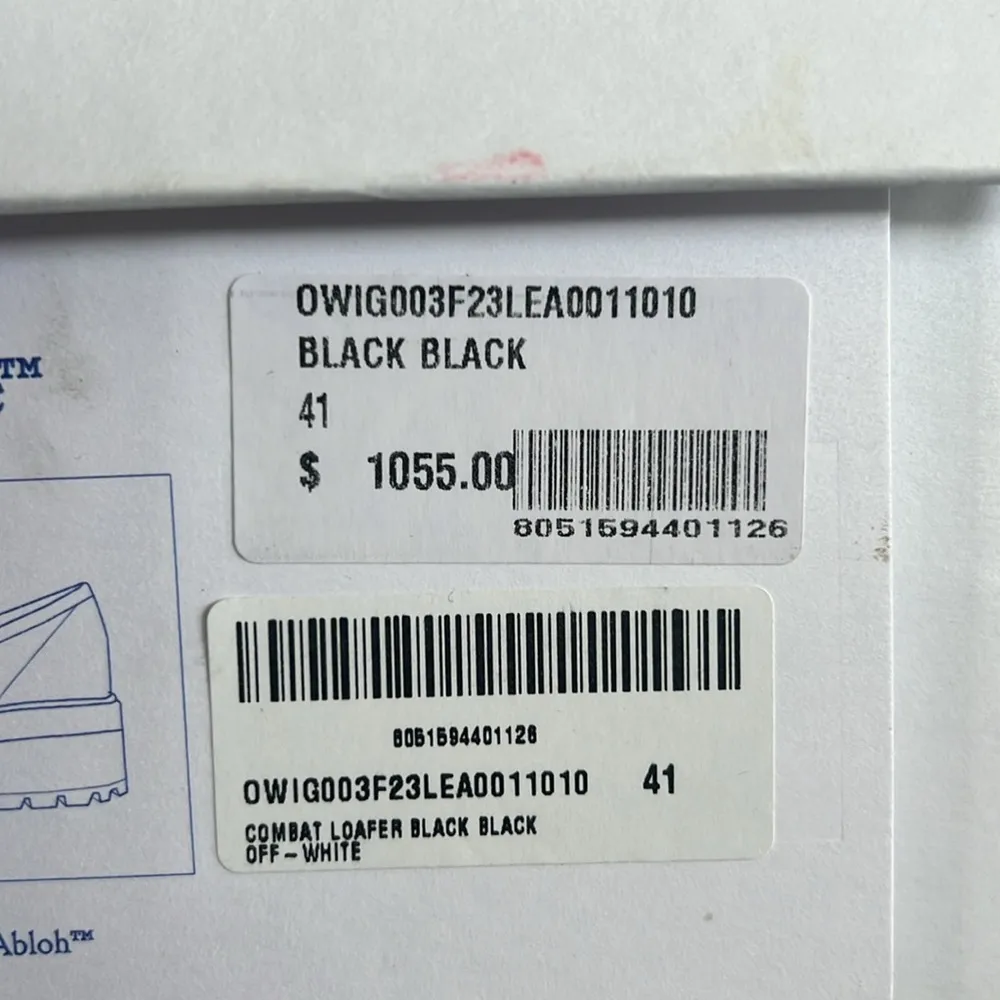 OWIG003F23LEA0011010
BLACK BLACK
41
$ 1055.00
8051594401126
™
8051594401126
OWIG003F23LEA0011010 41
COMBAT LOAFER BLACK BLACK
OFF-WHITE
Abloh™